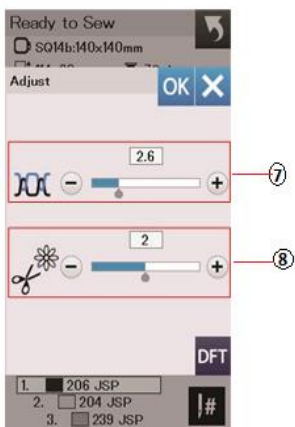 Ready to Sew
SQ14b:140x140mm
Adjust
OK
2.6
⑦
2
⑧
DFT
1. 206 JSP
2. 204 JSP
3. 239 JSP
#